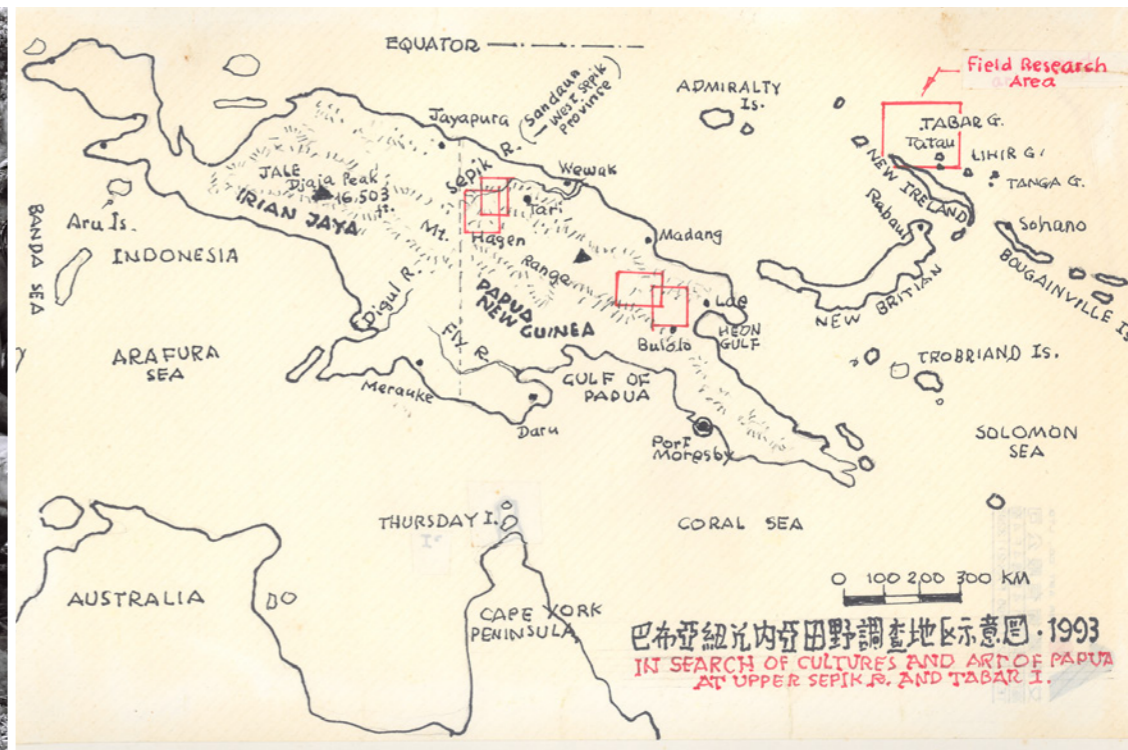 EQUATOR
Field Research
Area
ADMIRALTY
Is.
Sandaun
West Sepik
Province
Jayapura
TABAR G.
Tatau
LIHIR G.
TANGA G.
NEW IRELAND
Sepik R.
Wewak
JALE
Djaja Peak
16,503
ft.
IRIAN JAYA
Tari
Rabaul
Sohano
BOUGAINVILLE Is
Aru Is.
BANDA SEA
INDONESIA
Mt.
Hagen
Range
Madang
NEW BRITIAN
Digul R.
PAPUA
NEW GUINEA
Lae
HEON
GULF
Bulolo
Fly R.
ARAFURA
SEA
TROBRIAND Is.
Merauke
GULF OF
PAPUA
Daru
Port
Moresby
SOLOMON
SEA
THURSDAY I.
CORAL SEA
0 100 200 300 KM
AUSTRALIA
CAPE YORK
PENINSULA
巴布亞紐几内亞田野調查地区示意图·1993
IN SEARCH OF CULTURES AND ART OF PAPUA
AT UPPER SEPIK R. AND TABAR I.